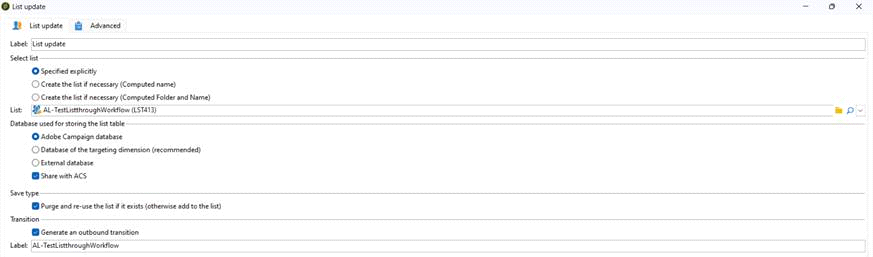 List update
List update Advanced
Label: List update
Select list
Specified explicitly
Create the list if necessary (Computed name)
Create the list if necessary (Computed Folder and Name)
List: AL-TestListthroughWorkflow (LST413)
Database used for storing the list table
Adobe Campaign database
Database of the targeting dimension (recommended)
External database
Share with ACS
Save type
Purge and re-use the list if it exists (otherwise add to the list)
Transition
Generate an outbound transition
Label: AL-TestListthroughWorkflow